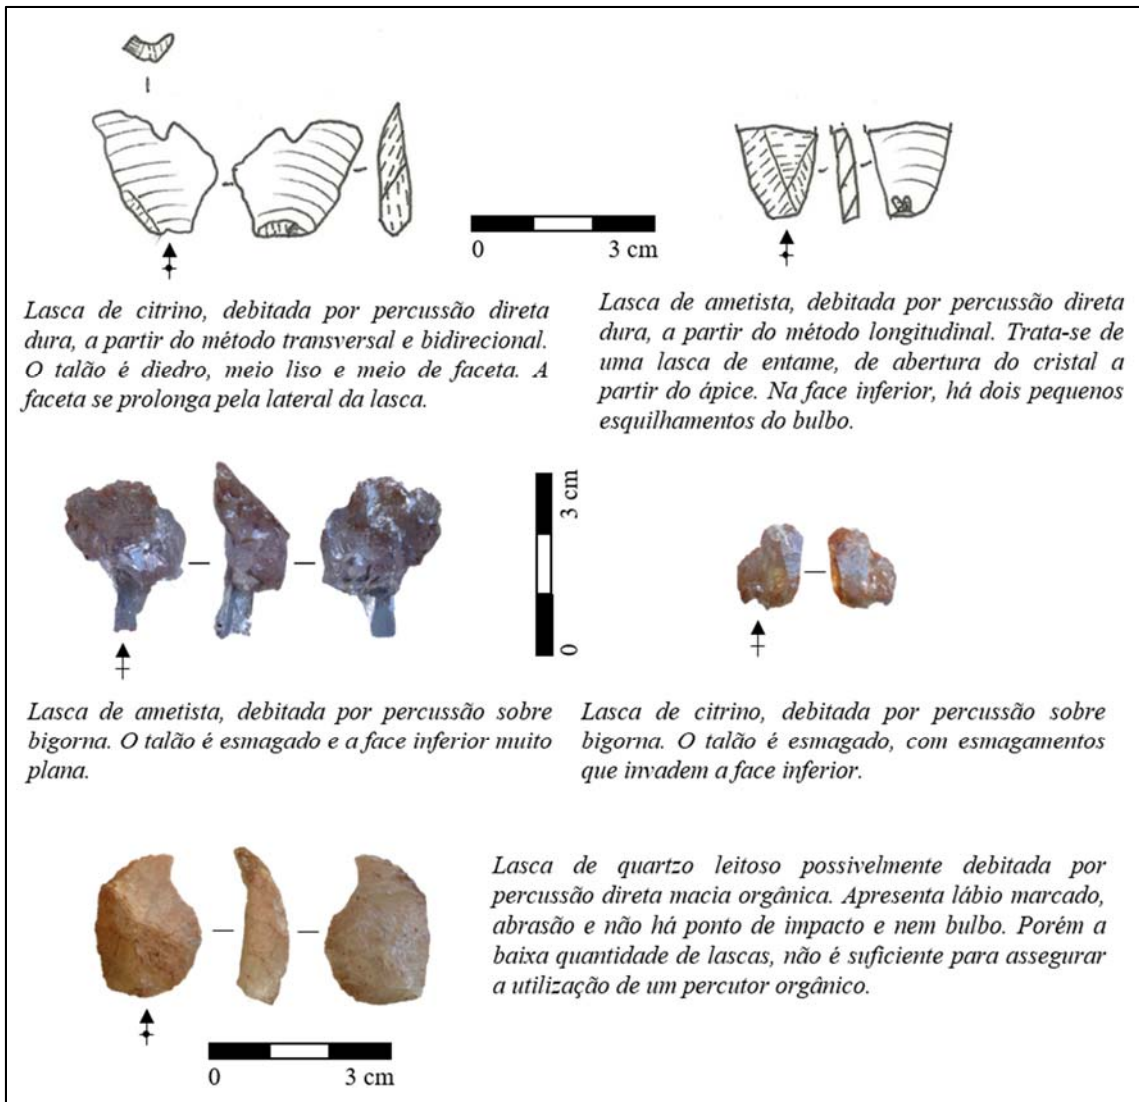 0 3 cm
Lasca de citrino, debitada por percussão direta
dura, a partir do método transversal e bidirecional.
O talão é diedro, meio liso e meio de faceta. A
faceta se prolonga pela lateral da lasca.
Lasca de ametista, debitada por percussão direta
dura, a partir do método longitudinal. Trata-se de
uma lasca de entame, de abertura do cristal a
partir do ápice. Na face inferior, há dois pequenos
esquilhamentos do bulbo.
0 3 cm
Lasca de ametista, debitada por percussão sobre
bigorna. O talão é esmagado e a face inferior muito
plana.
Lasca de citrino, debitada por percussão sobre
bigorna. O talão é esmagado, com esmagamentos
que invadem a face inferior.
Lasca de quartzo leitoso possivelmente debitada por
percussão direta macia orgânica. Apresenta lábio marcado,
abrasão e não há ponto de impacto e nem bulbo. Porém a
baixa quantidade de lascas, não é suficiente para assegurar
a utilização de um percutor orgânico.
0 3 cm